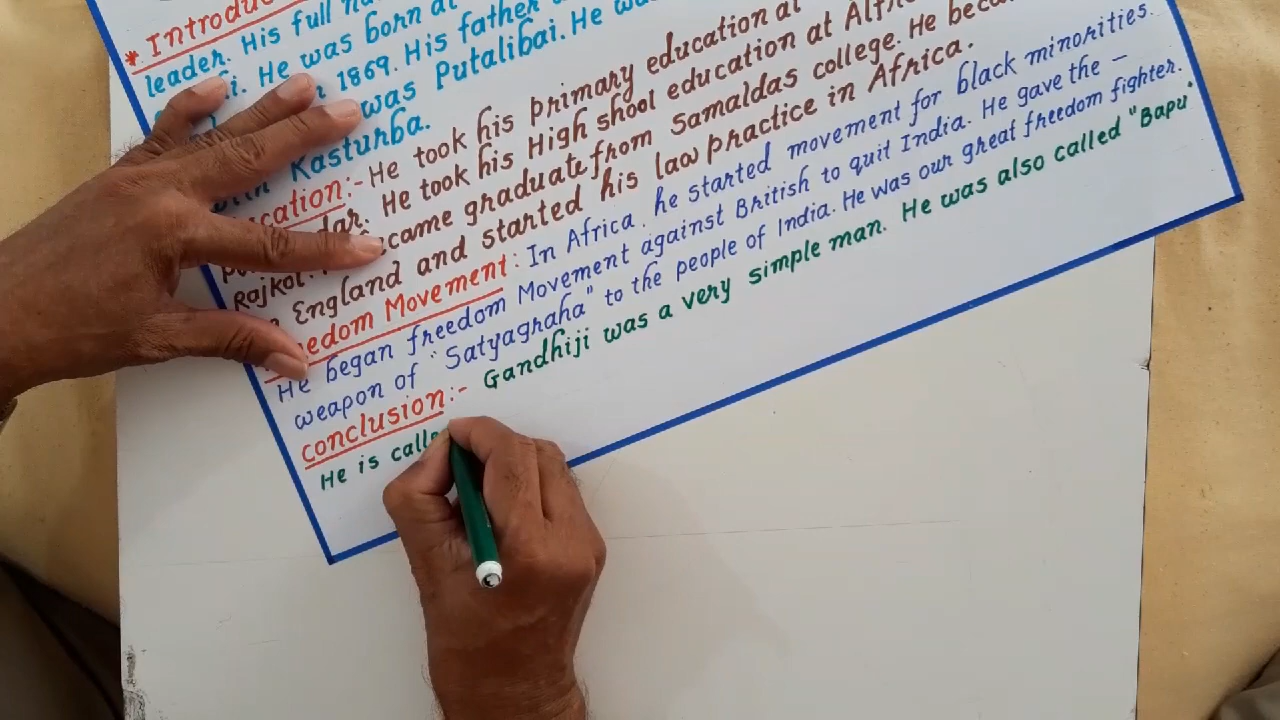 * Introduc
leader. His full na
i. He was born at
1869. His father
was Putalibai. He wa
Kasturba.
cation:- He took his primary education at
dar. He took his High shool education at Alfr
Rajkot. came graduate from Samaldas college. He beca
England and started his law practice in Africa.
edom Movement: In Africa. he started movement for black minorities.
He began freedom Movement against British to quit India. He gave the –
weapon of "Satyagraha" to the people of India. He was our great freedom fighter.
conclusion:- Gandhiji was a very simple man. He was also called "Bapu".
He is calle